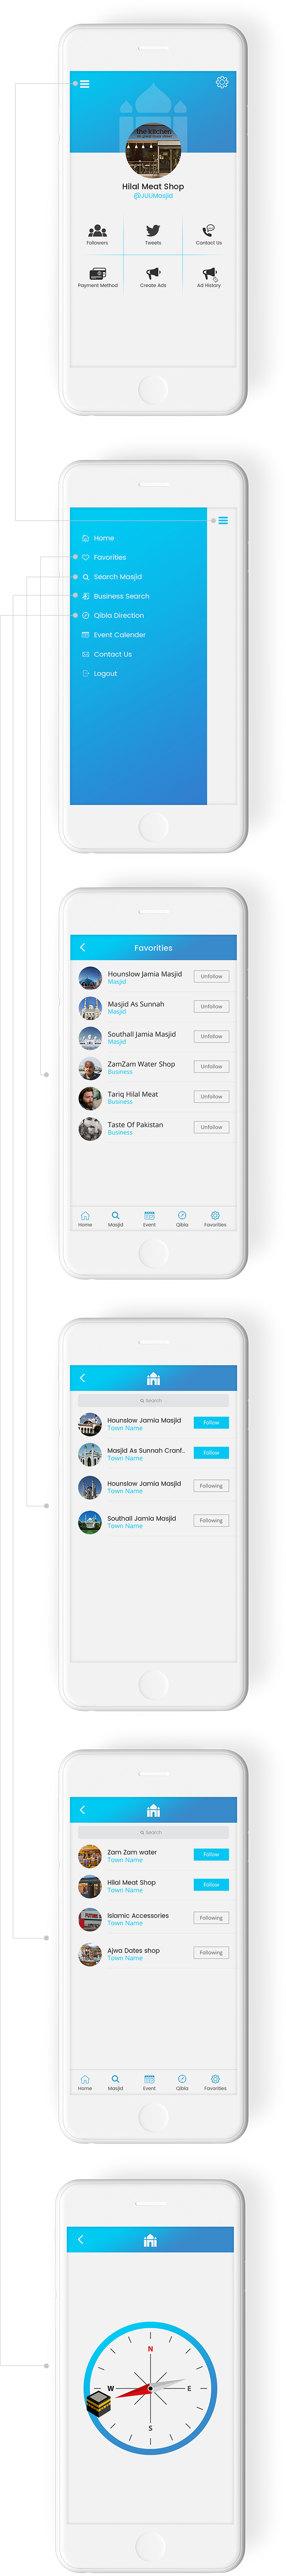 the kitchen
Hilal Meat Shop
@JUUMasjid
Followers
Tweets
Contact Us
Payment Method
Create Ads
Ad History
Home
Favorities
Search Masjid
Business Search
Qibla Direction
Event Calender
Contact Us
Logout
Favorities
Hounslow Jamia Masjid
Masjid
Unfollow
Masjid As Sunnah
Masjid
Unfollow
Southall Jamia Masjid
Masjid
Unfollow
ZamZam Water Shop
Business
Unfollow
Tariq Hilal Meat
Business
Unfollow
Taste Of Pakistan
Business
Unfollow
Home
Masjid
Event
Qibla
Favorities
Search
Hounslow Jamia Masjid
Town Name
Follow
Masjid As Sunnah Cranf..
Town Name
Follow
Hounslow Jamia Masjid
Town Name
Following
Southall Jamia Masjid
Town Name
Following
Search
Zam Zam water
Town Name
Follow
Hilal Meat Shop
Town Name
Follow
Islamic Accessories
Town Name
Following
Ajwa Dates shop
Town Name
Following
Home
Masjid
Event
Qibla
Favorities
N
W
E
S